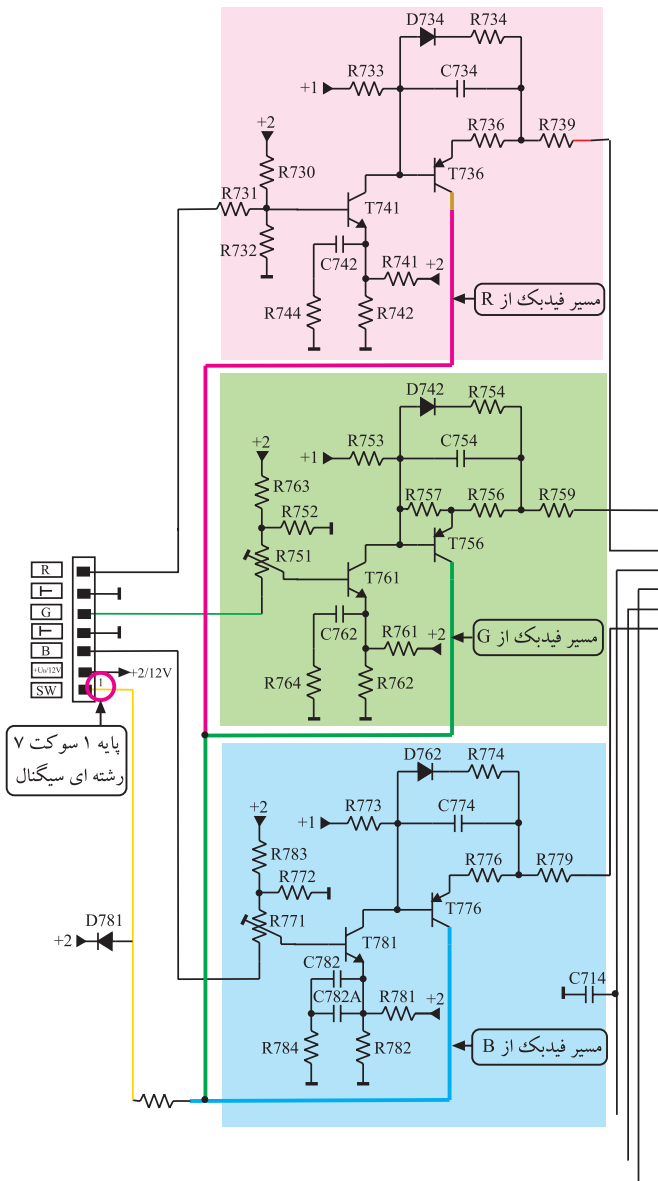 D734
R734
R733
C734
+1
R736
R739
+2
R730
T736
R731
T741
R732
C742
R741
+2
R744
R742
مسیر فیدبک از R
D742
R754
R753
C754
+2
+1
R763
R757
R756
R759
R752
T756
R751
T761
C762
R761
+2
R764
R762
مسیر فیدبک از G
R
T
G
T
B
+U₁₁/12V
+2/12V
SW
1
پایه ۱ سوکت ۷
رشته ای سیگنال
D762
R774
R773
C774
+2
+1
R783
R776
R779
R772
T776
R771
T781
D781
+2
C782
C782A
R781
+2
R784
R782
C714
مسیر فیدبک از B